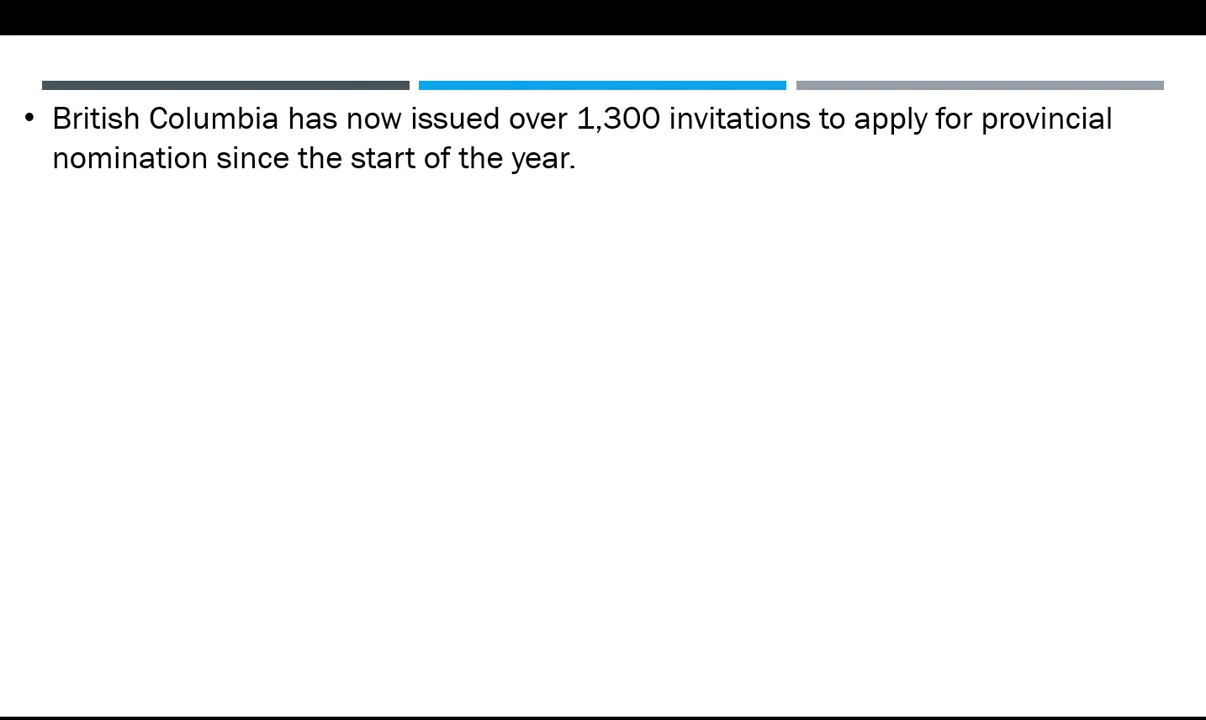 • British Columbia has now issued over 1,300 invitations to apply for provincial
nomination since the start of the year.